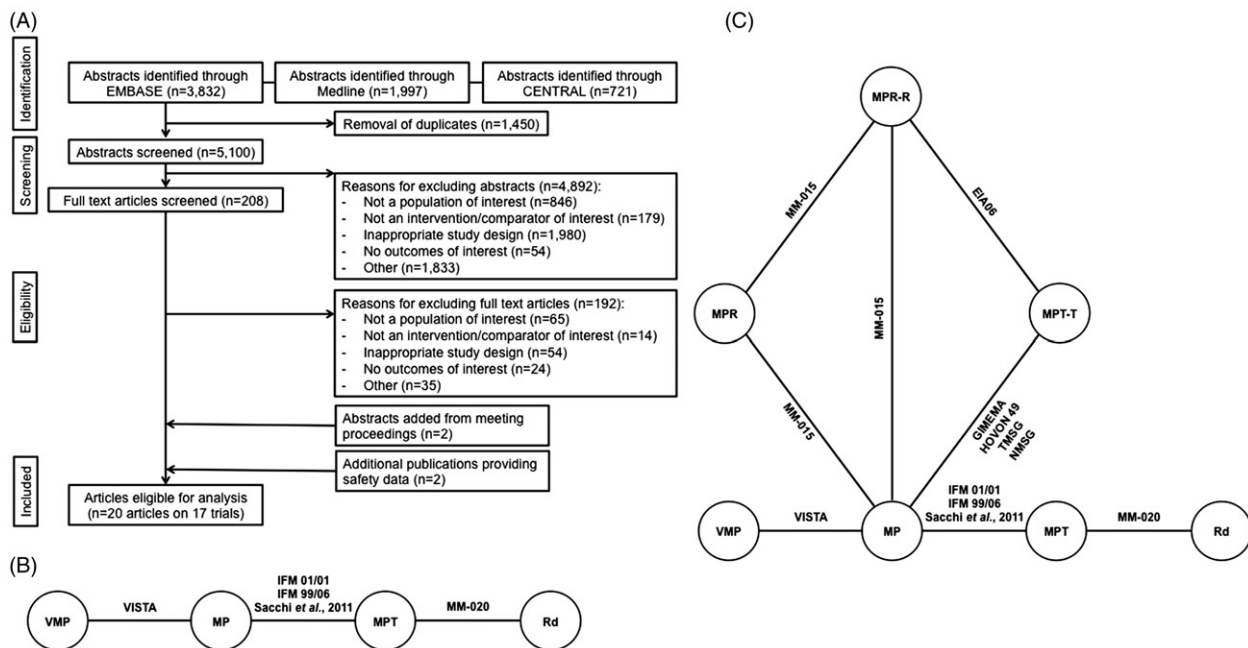 (A)
Identification
Abstracts identified through
EMBASE (n=3,832)
Abstracts identified through
Medline (n=1,997)
Abstracts identified through
CENTRAL (n=721)
Removal of duplicates (n=1,450)
Screening
Abstracts screened (n=5,100)
Full text articles screened (n=208)
Reasons for excluding abstracts (n=4,892):
- Not a population of interest (n=846)
- Not an intervention/comparator of interest (n=179)
- Inappropriate study design (n=1,980)
- No outcomes of interest (n=54)
- Other (n=1,833)
Eligibility
Reasons for excluding full text articles (n=192):
- Not a population of interest (n=65)
- Not an intervention/comparator of interest (n=14)
- Inappropriate study design (n=54)
- No outcomes of interest (n=24)
- Other (n=35)
Abstracts added from meeting
proceedings (n=2)
Additional publications providing
safety data (n=2)
Included
Articles eligible for analysis
(n=20 articles on 17 trials)
(B)
VMP
VISTA
MP
IFM 01/01
IFM 99/06
Sacchi et al., 2011
MPT
MM-020
Rd
(C)
MPR-R
MM-015
MM-015
EIA06
MPR
MPT-T
MM-015
GIMEMA
HOVON 49
TMSG
NMSG
VMP
VISTA
MP
IFM 01/01
IFM 99/06
Sacchi et al., 2011
MPT
MM-020
Rd